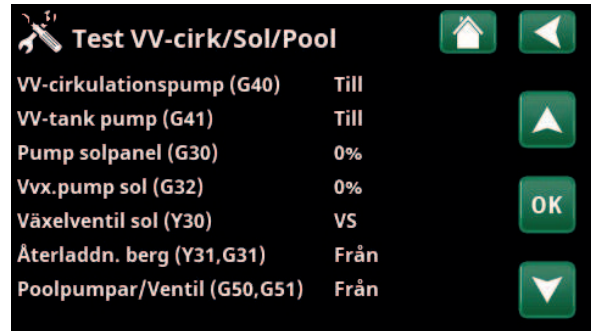 Test VV-cirk/Sol/Pool
VV-cirkulationspump (G40) Till
VV-tank pump (G41) Till
Pump solpanel (G30) 0%
Vvx.pump sol (G32) 0%
Växelventil sol (Y30) VS
OK
Återladdn. berg (Y31,G31) Från
Poolpumpar/Ventil (G50,G51) Från